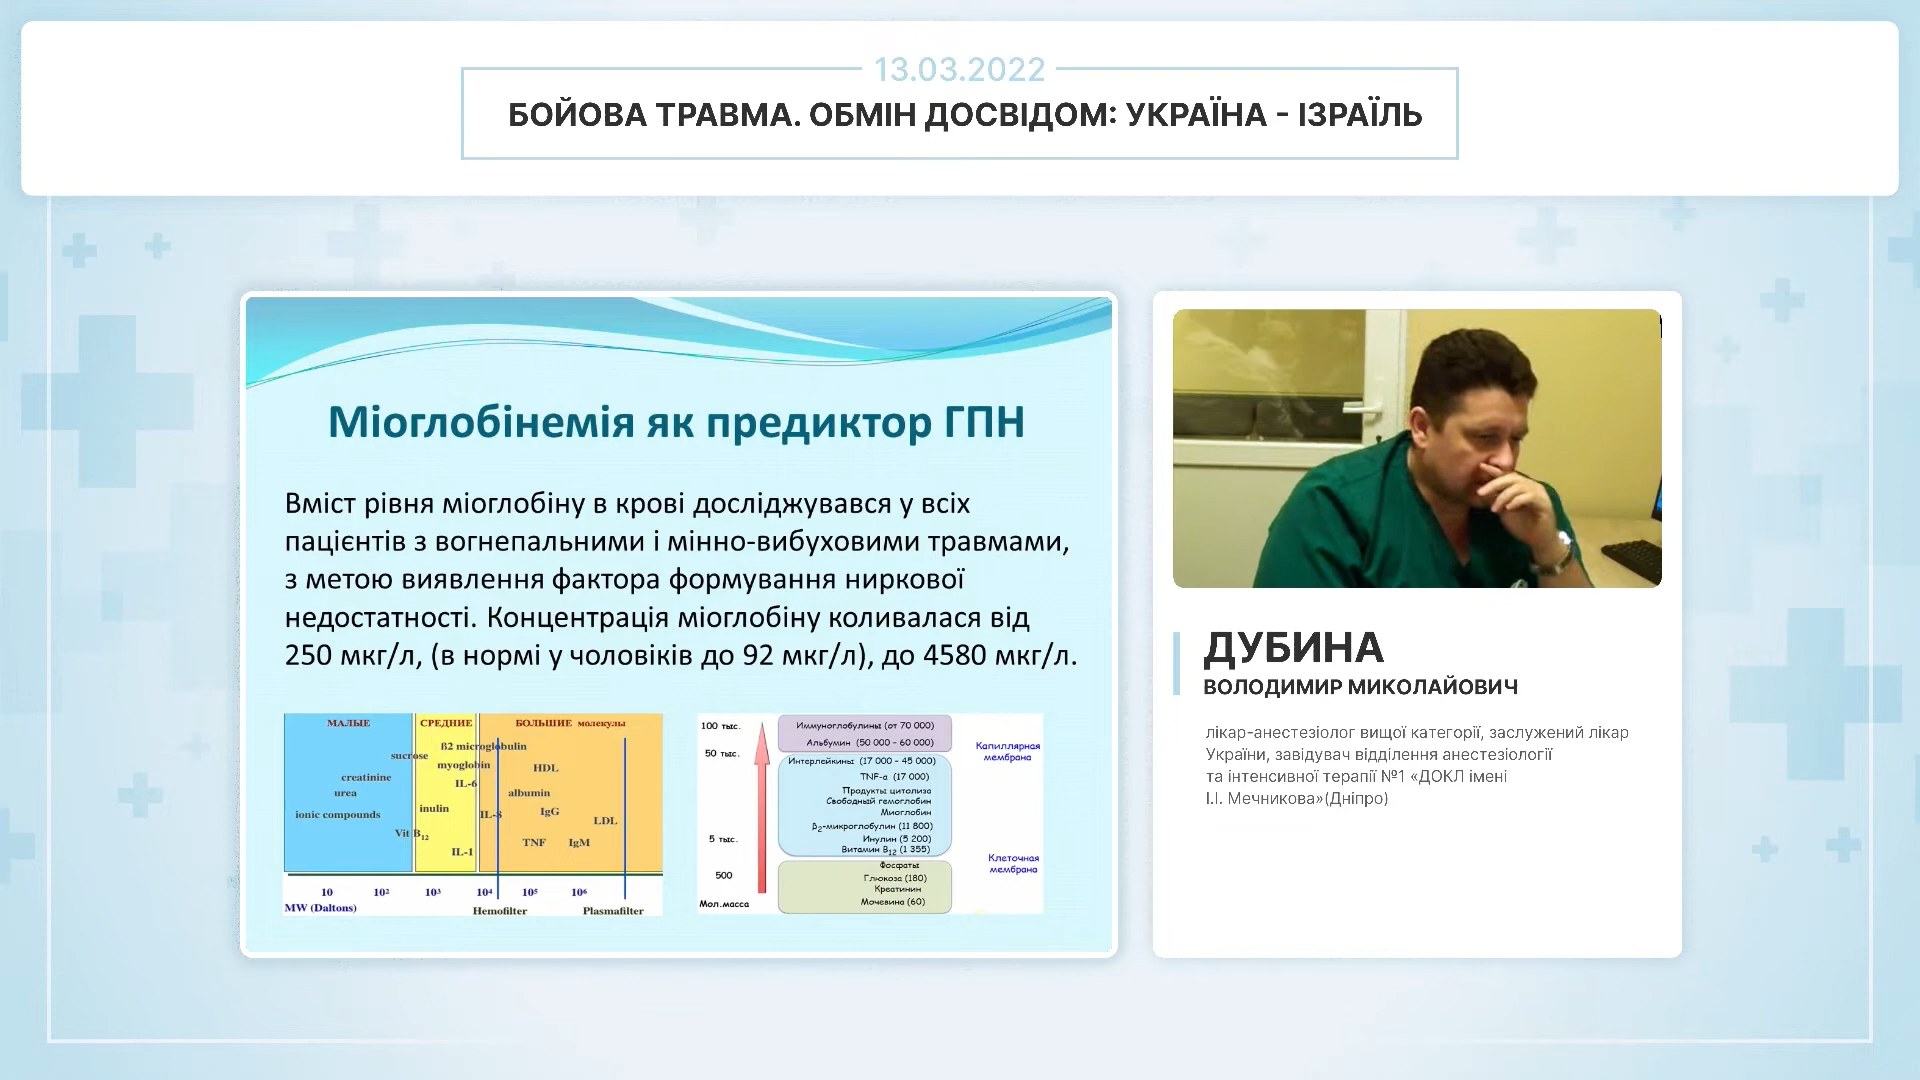 13.03.2022
БОЙОВА ТРАВМА. ОБМІН ДОСВІДОМ: УКРАЇНА - ІЗРАЇЛЬ
Міоглобінемія як предиктор ГПН
Вміст рівня міоглобіну в крові досліджувався у всіх
пацієнтів з вогнепальними і мінно-вибуховими травмами,
з метою виявлення фактора формування ниркової
недостатності. Концентрація міоглобіну коливалася від
250 мкг/л, (в нормі у чоловіків до 92 мкг/л), до 4580 мкг/л.
МАЛЫЕ СРЕДНИЕ БОЛЬШИЕ молекулы
ß2 microglobulin
sucrose
myoglobin
HDL
creatinine
IL-6
urea
albumin
inulin
IgG
ionic compounds
IL-8
LDL
Vit B12
TNF
IgM
IL-1
10 10² 10³ 10⁴ 10⁵ 10⁶
MW (Daltons)
Hemofilter Plasmafilter
100 тыс.
50 тыс.
5 тыс.
500
Мол.масса
Иммуноглобулины (от 70 000)
Альбумин (50 000 - 60 000)
Интерлейкины (17 000 - 45 000)
TNF-α (17 000)
Продукты цитолиза
Свободный гемоглобин
Миоглобин
β₂-микроглобулин (11 800)
Инулин (5 200)
Витамин B₁₂ (1 355)
Фосфаты
Глюкоза (180)
Креатинин
Мочевина (60)
Капиллярная
мембрана
Клеточная
мембрана
ДУБИНА
ВОЛОДИМИР МИКОЛАЙОВИЧ
лікар-анестезіолог вищої категорії, заслужений лікар
України, завідувач відділення анестезіології
та інтенсивної терапії №1 «ДОКЛ імені
І.І. Мечникова»(Дніпро)